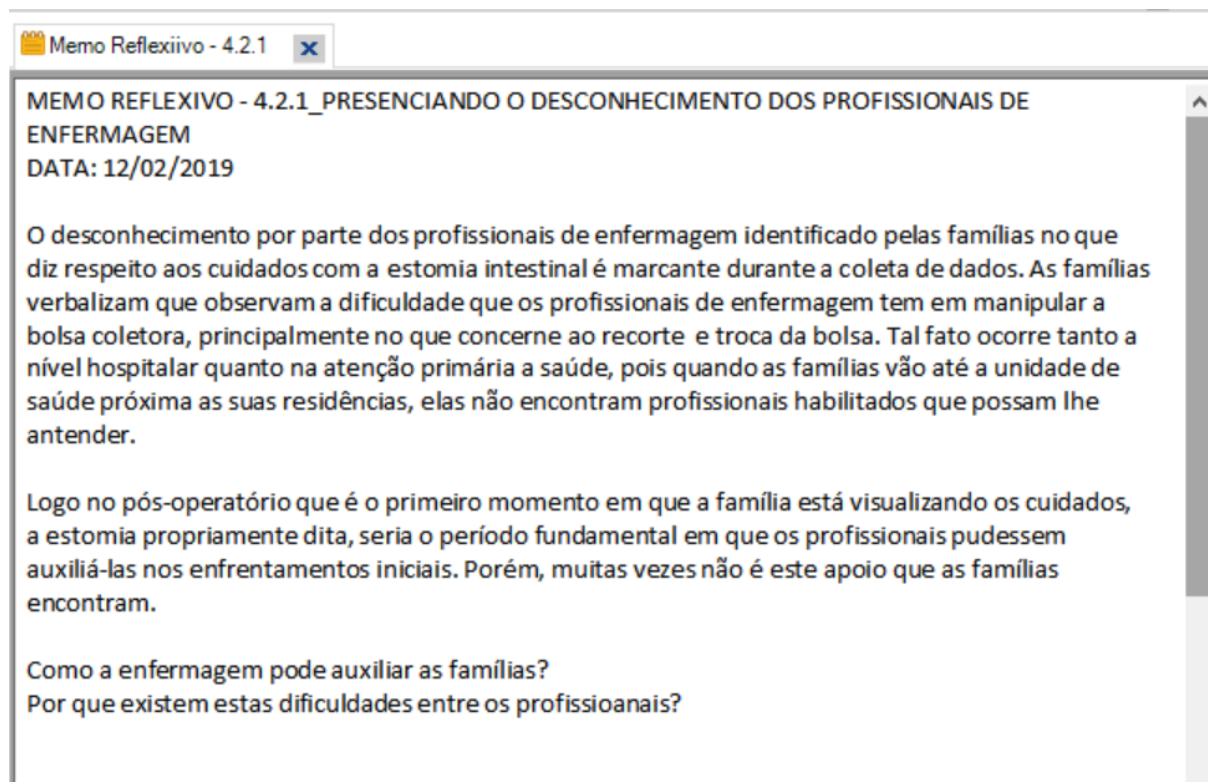 Memo Reflexiivo - 4.2.1
MEMO REFLEXIVO - 4.2.1_PRESENCIANDO O DESCONHECIMENTO DOS PROFISSIONAIS DE
ENFERMAGEM
DATA: 12/02/2019
O desconhecimento por parte dos profissionais de enfermagem identificado pelas famílias no que
diz respeito aos cuidados com a estomia intestinal é marcante durante a coleta de dados. As famílias
verbalizam que observam a dificuldade que os profissionais de enfermagem tem em manipular a
bolsa coletora, principalmente no que concerne ao recorte e troca da bolsa. Tal fato ocorre tanto a
nível hospitalar quanto na atenção primária a saúde, pois quando as famílias vão até a unidade de
saúde próxima as suas residências, elas não encontram profissionais habilitados que possam lhe
antender.
Logo no pós-operatório que é o primeiro momento em que a família está visualizando os cuidados,
a estomia propriamente dita, seria o período fundamental em que os profissionais pudessem
auxiliá-las nos enfrentamentos iniciais. Porém, muitas vezes não é este apoio que as famílias
encontram.
Como a enfermagem pode auxiliar as famílias?
Por que existem estas dificuldades entre os profissioanais?